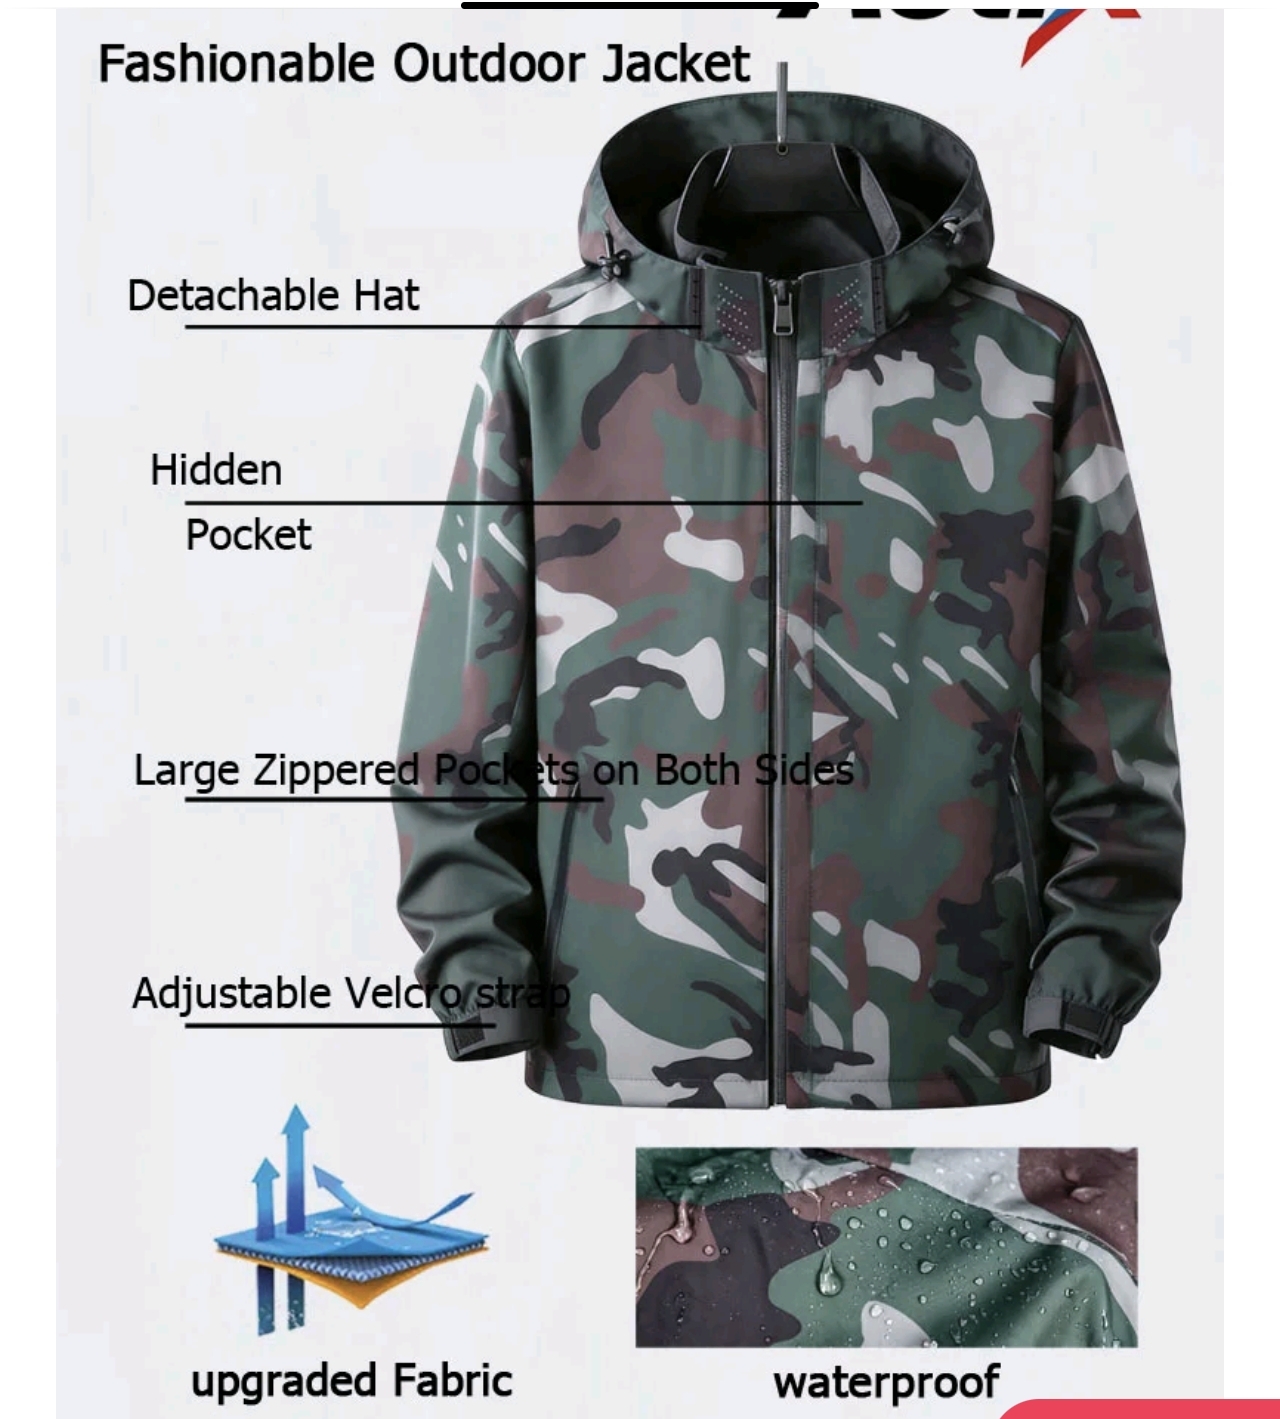 Fashionable Outdoor Jacket
Detachable Hat
Hidden
Pocket
Large Zippered Pockets on Both Sides
Adjustable Velcro strap
upgraded Fabric
waterproof